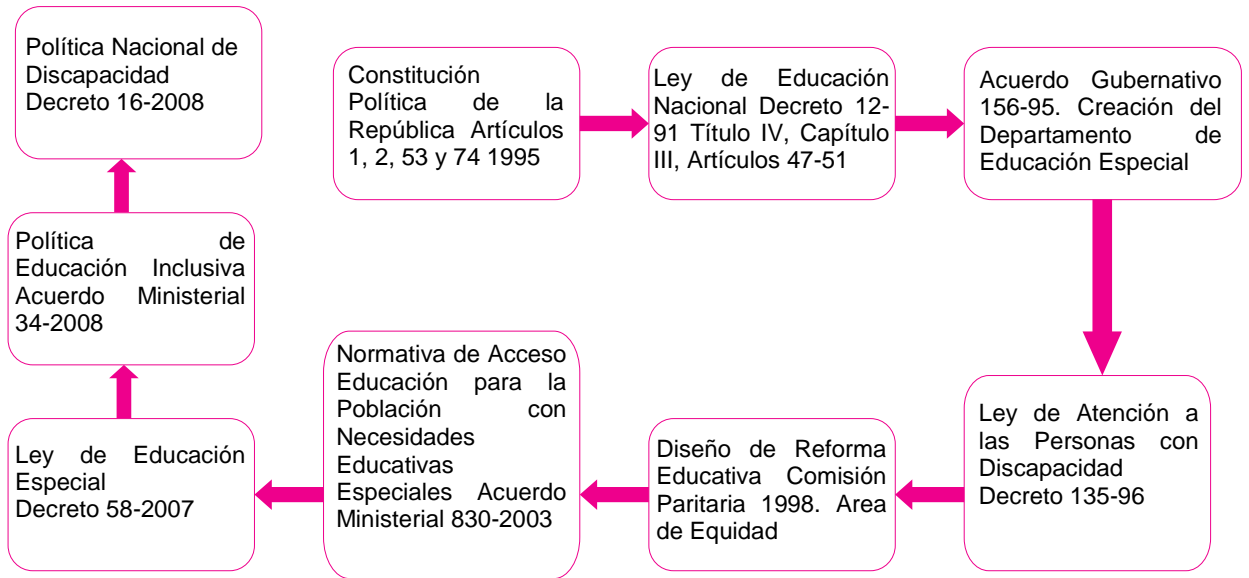 Política Nacional de
Discapacidad
Decreto 16-2008
Constitución
Política de la
República Artículos
1, 2, 53 y 74 1995
Ley de Educación
Nacional Decreto 12-
91 Título IV, Capítulo
III, Artículos 47-51
Acuerdo Gubernativo
156-95. Creación del
Departamento de
Educación Especial
Política de
Educación Inclusiva
Acuerdo Ministerial
34-2008
Normativa de Acceso
Educación para la
Población con
Necesidades
Educativas
Especiales Acuerdo
Ministerial 830-2003
Ley de Atención a
las Personas con
Discapacidad
Decreto 135-96
Ley de Educación
Especial
Decreto 58-2007
Diseño de Reforma
Educativa Comisión
Paritaria 1998. Area
de Equidad